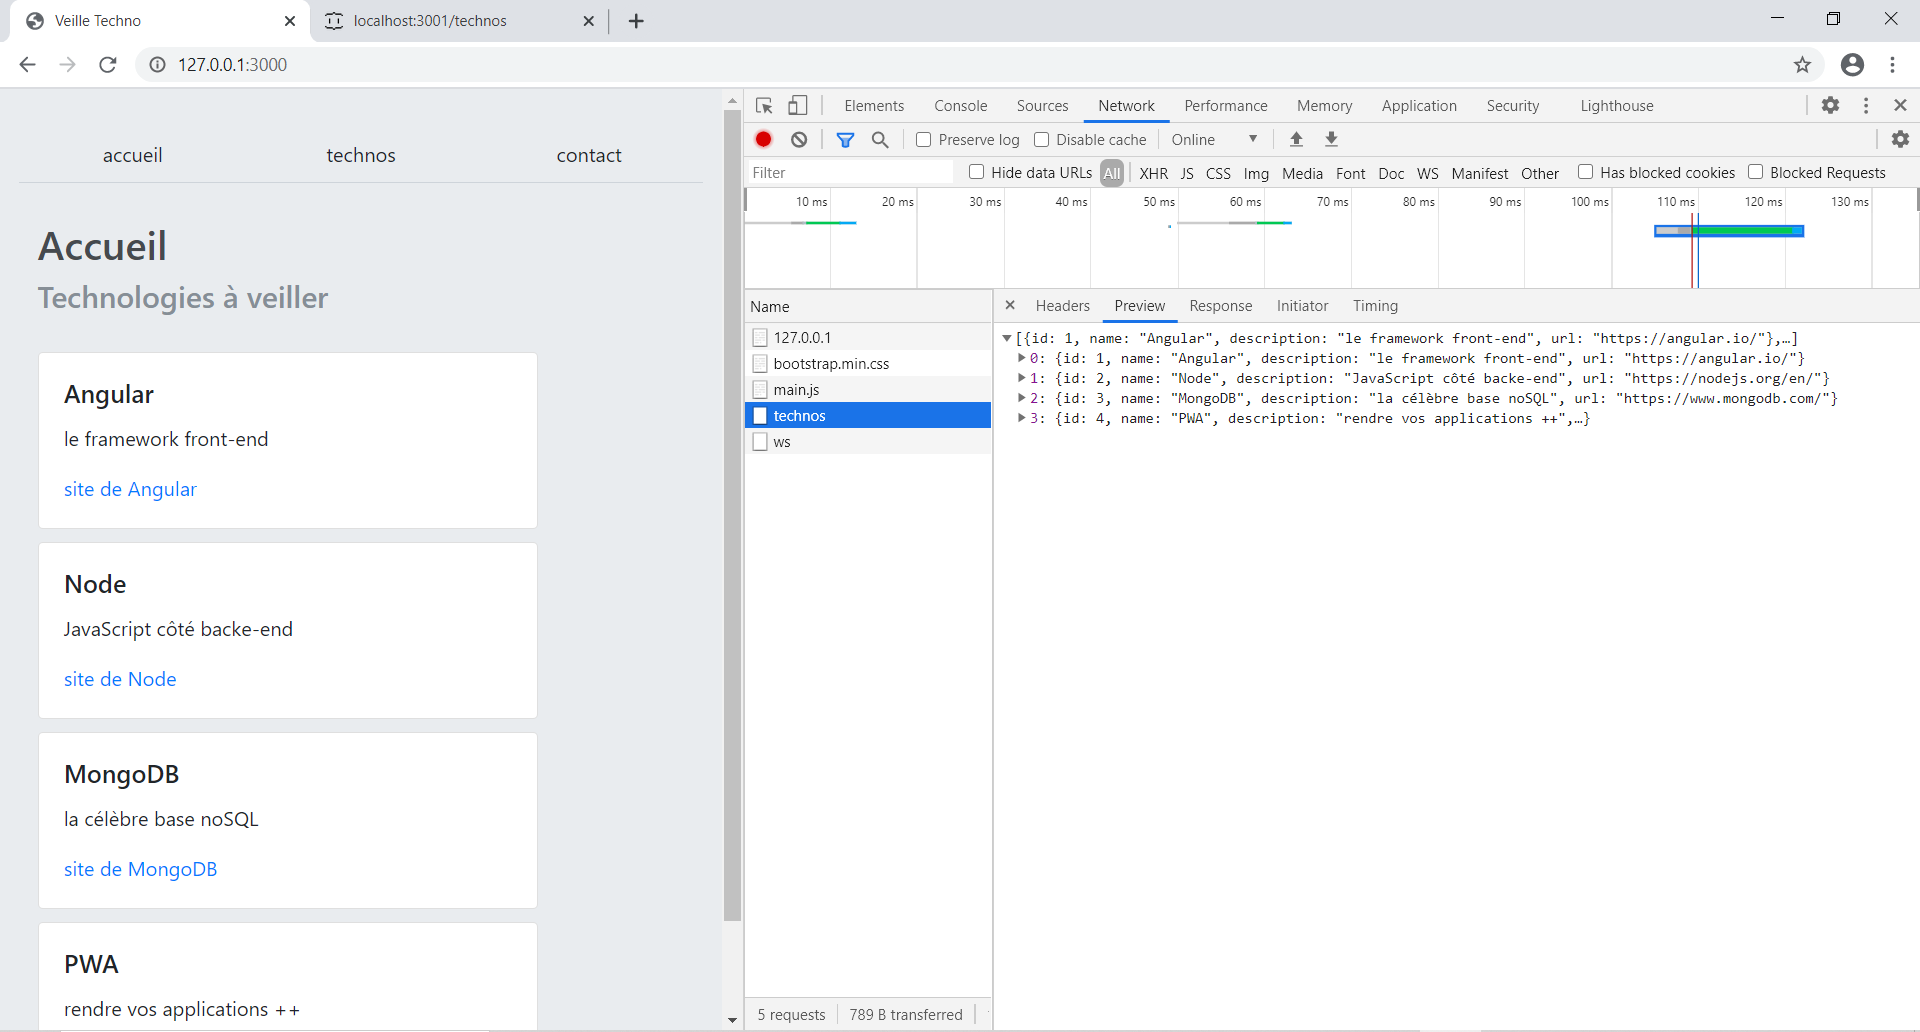 Veille Techno
localhost:3001/technos
127.0.0.1:3000
accueil technos contact
Accueil
Technologies à veiller
Angular
le framework front-end
site de Angular
Node
JavaScript côté backe-end
site de Node
MongoDB
la célèbre base noSQL
site de MongoDB
PWA
rendre vos applications ++
Elements Console Sources Network Performance Memory Application Security Lighthouse
Preserve log Disable cache Online
Filter Hide data URLs All XHR JS CSS Img Media Font Doc WS Manifest Other Has blocked cookies Blocked Requests
10 ms 20 ms 30 ms 40 ms 50 ms 60 ms 70 ms 80 ms 90 ms 100 ms 110 ms 120 ms 130 ms
Name
127.0.0.1
bootstrap.min.css
main.js
technos
ws
5 requests 789 B transferred
Headers Preview Response Initiator Timing
[{id: 1, name: "Angular", description: "le framework front-end", url: "https://angular.io/"},…]
0: {id: 1, name: "Angular", description: "le framework front-end", url: "https://angular.io/"}
1: {id: 2, name: "Node", description: "JavaScript côté backe-end", url: "https://nodejs.org/en/"}
2: {id: 3, name: "MongoDB", description: "la célèbre base noSQL", url: "https://www.mongodb.com/"}
3: {id: 4, name: "PWA", description: "rendre vos applications ++",…}